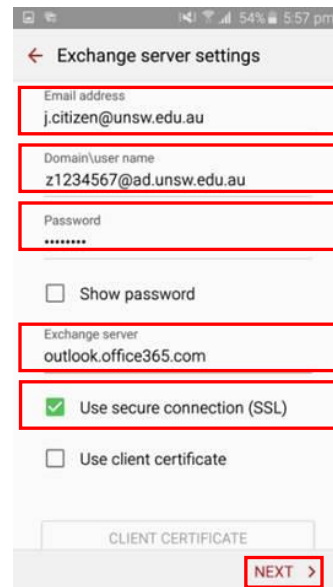 54% 5:57 pm
Exchange server settings
Email address
j.citizen@unsw.edu.au
Domain\user name
z1234567@ad.unsw.edu.au
Password
••••••••
Show password
Exchange server
outlook.office365.com
Use secure connection (SSL)
Use client certificate
CLIENT CERTIFICATE
NEXT